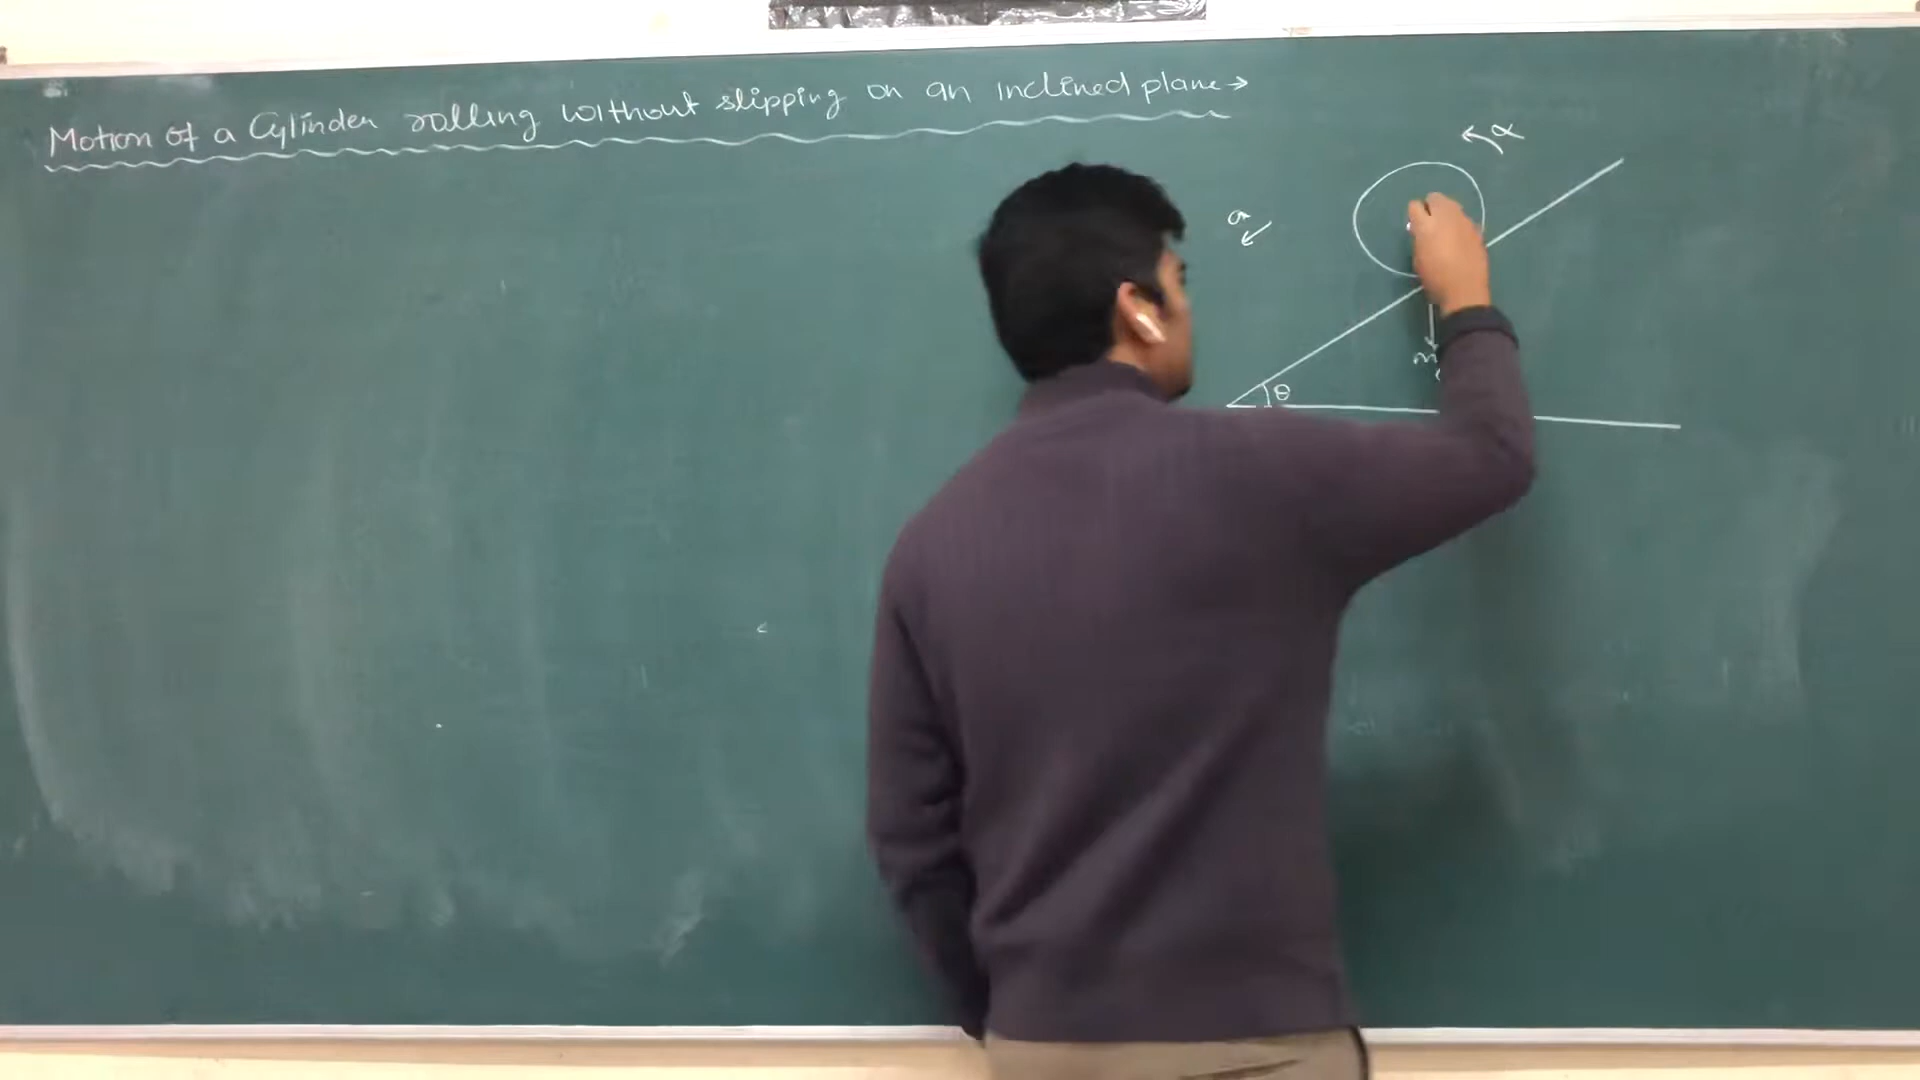 Motion of a Cylinder rolling without slipping on an inclined plane →
α
a
m
θ